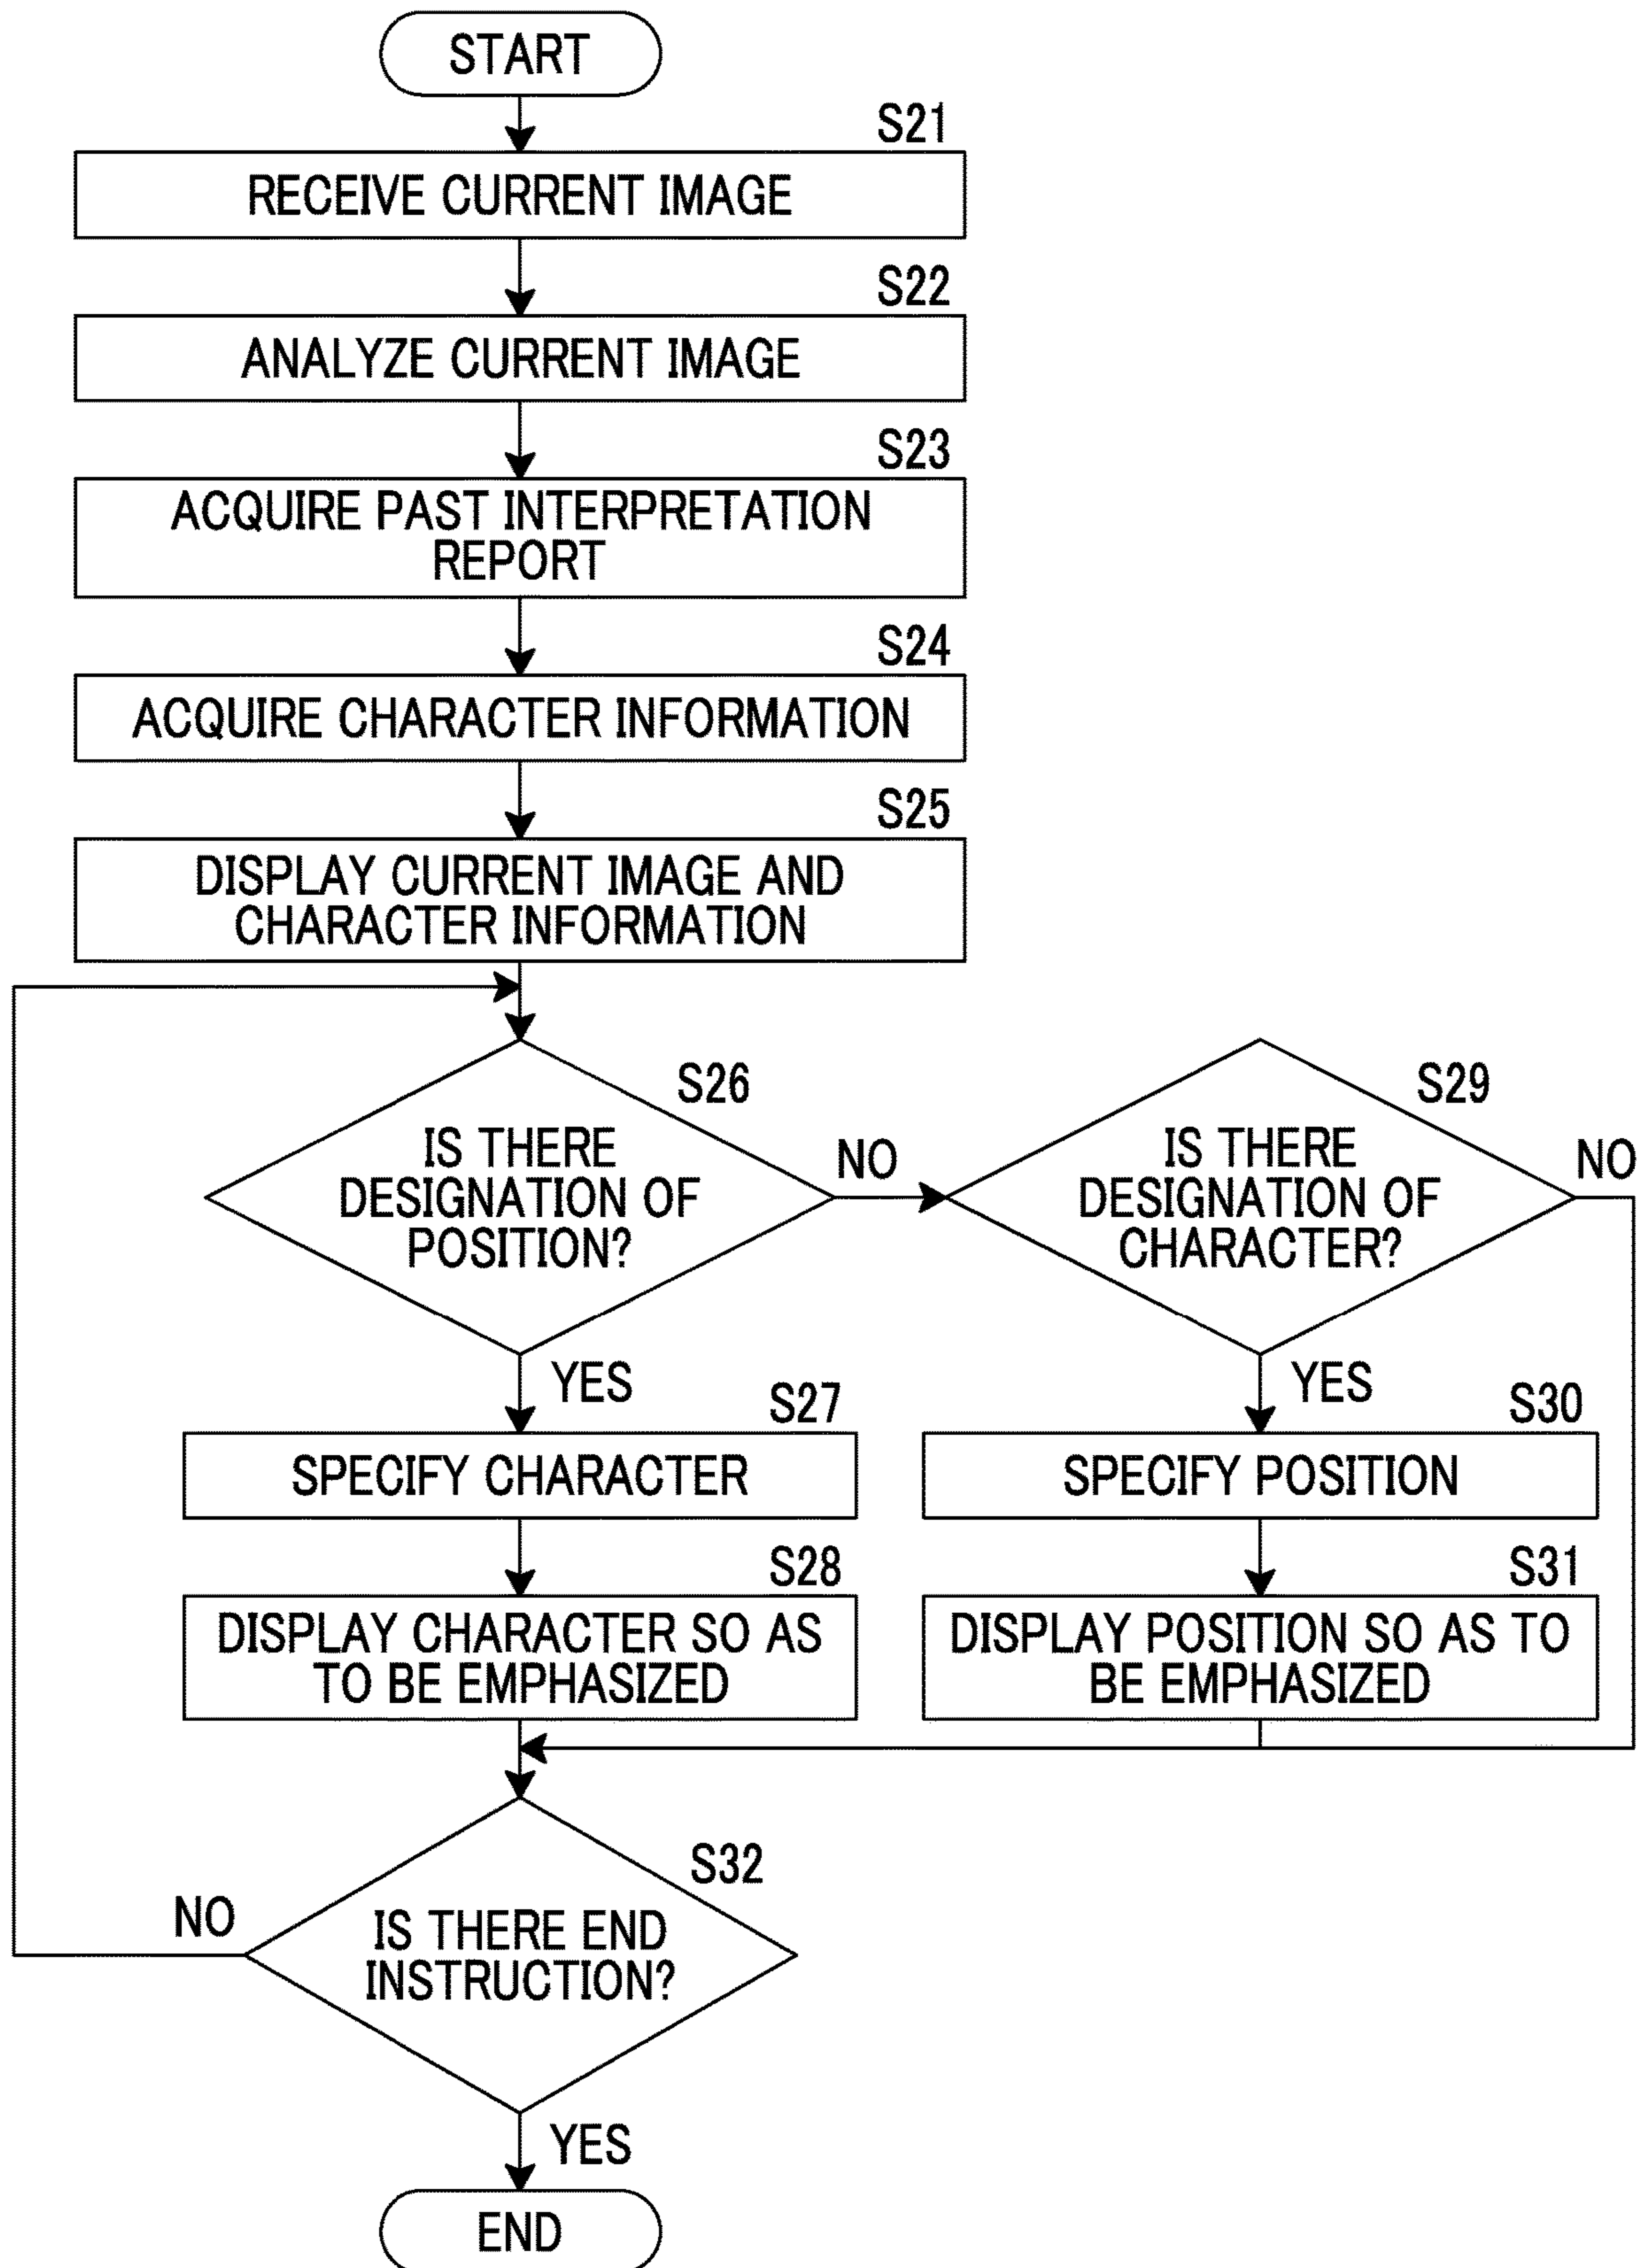 START
S21
RECEIVE CURRENT IMAGE
S22
ANALYZE CURRENT IMAGE
S23
ACQUIRE PAST INTERPRETATION
REPORT
S24
ACQUIRE CHARACTER INFORMATION
S25
DISPLAY CURRENT IMAGE AND
CHARACTER INFORMATION
S26
IS THERE
DESIGNATION OF
POSITION?
NO
S29
IS THERE
DESIGNATION OF
CHARACTER?
NO
YES
S27
SPECIFY CHARACTER
S28
DISPLAY CHARACTER SO AS
TO BE EMPHASIZED
YES
S30
SPECIFY POSITION
S31
DISPLAY POSITION SO AS TO
BE EMPHASIZED
S32
IS THERE END
INSTRUCTION?
NO
YES
END